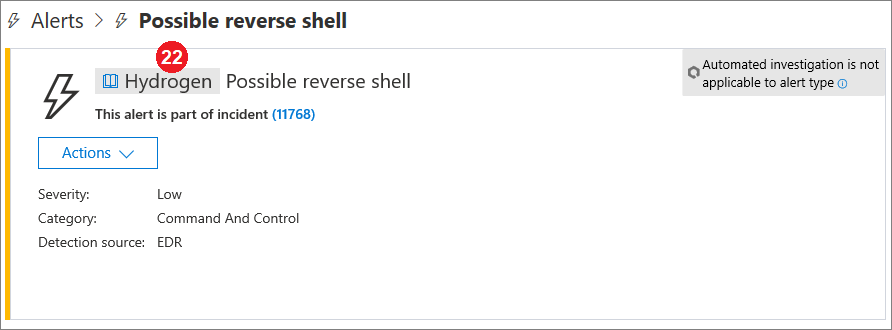 Alerts > Possible reverse shell
22
Hydrogen Possible reverse shell
Automated investigation is not
applicable to alert type
This alert is part of incident (11768)
Actions
Severity: Low
Category: Command And Control
Detection source: EDR